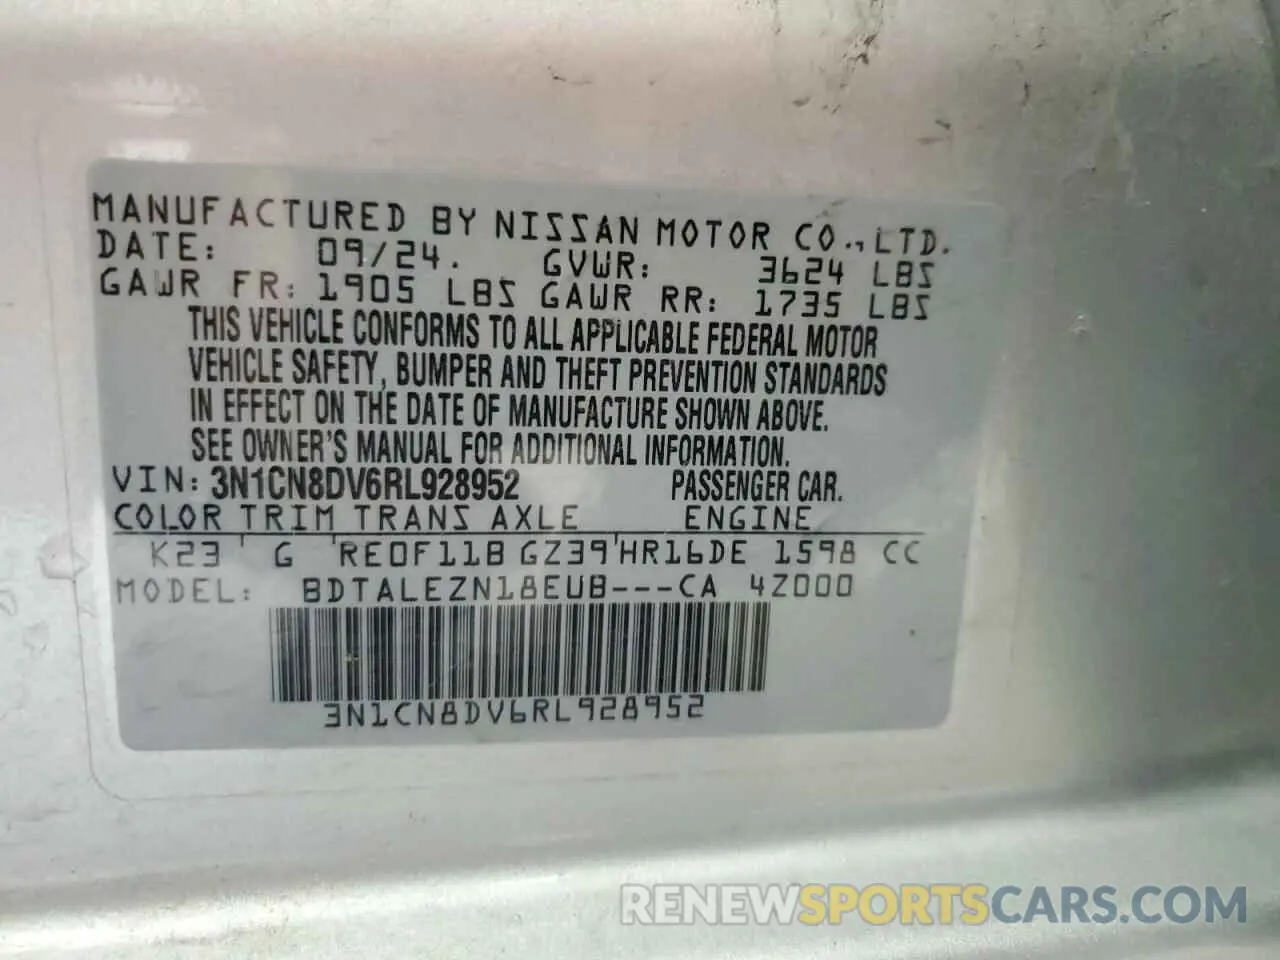 MANUFACTURED BY NISSAN MOTOR CO., LTD.
DATE: 09/24. GVWR: 3624 LBS
GAWR FR: 1905 LBS GAWR RR: 1735 LBS
THIS VEHICLE CONFORMS TO ALL APPLICABLE FEDERAL MOTOR
VEHICLE SAFETY, BUMPER AND THEFT PREVENTION STANDARDS
IN EFFECT ON THE DATE OF MANUFACTURE SHOWN ABOVE.
SEE OWNER'S MANUAL FOR ADDITIONAL INFORMATION.
VIN: 3N1CN8DV6RL928952 PASSENGER CAR.
COLOR TRIM TRANS AXLE ENGINE
K23 ' G 'RE0F11B GZ39'HR16DE 1598 CC
MODEL: BDTALEZN18EUB---CA 4Z000
3N1CN8DV6RL928952
RENEWSPORTSCARS.COM